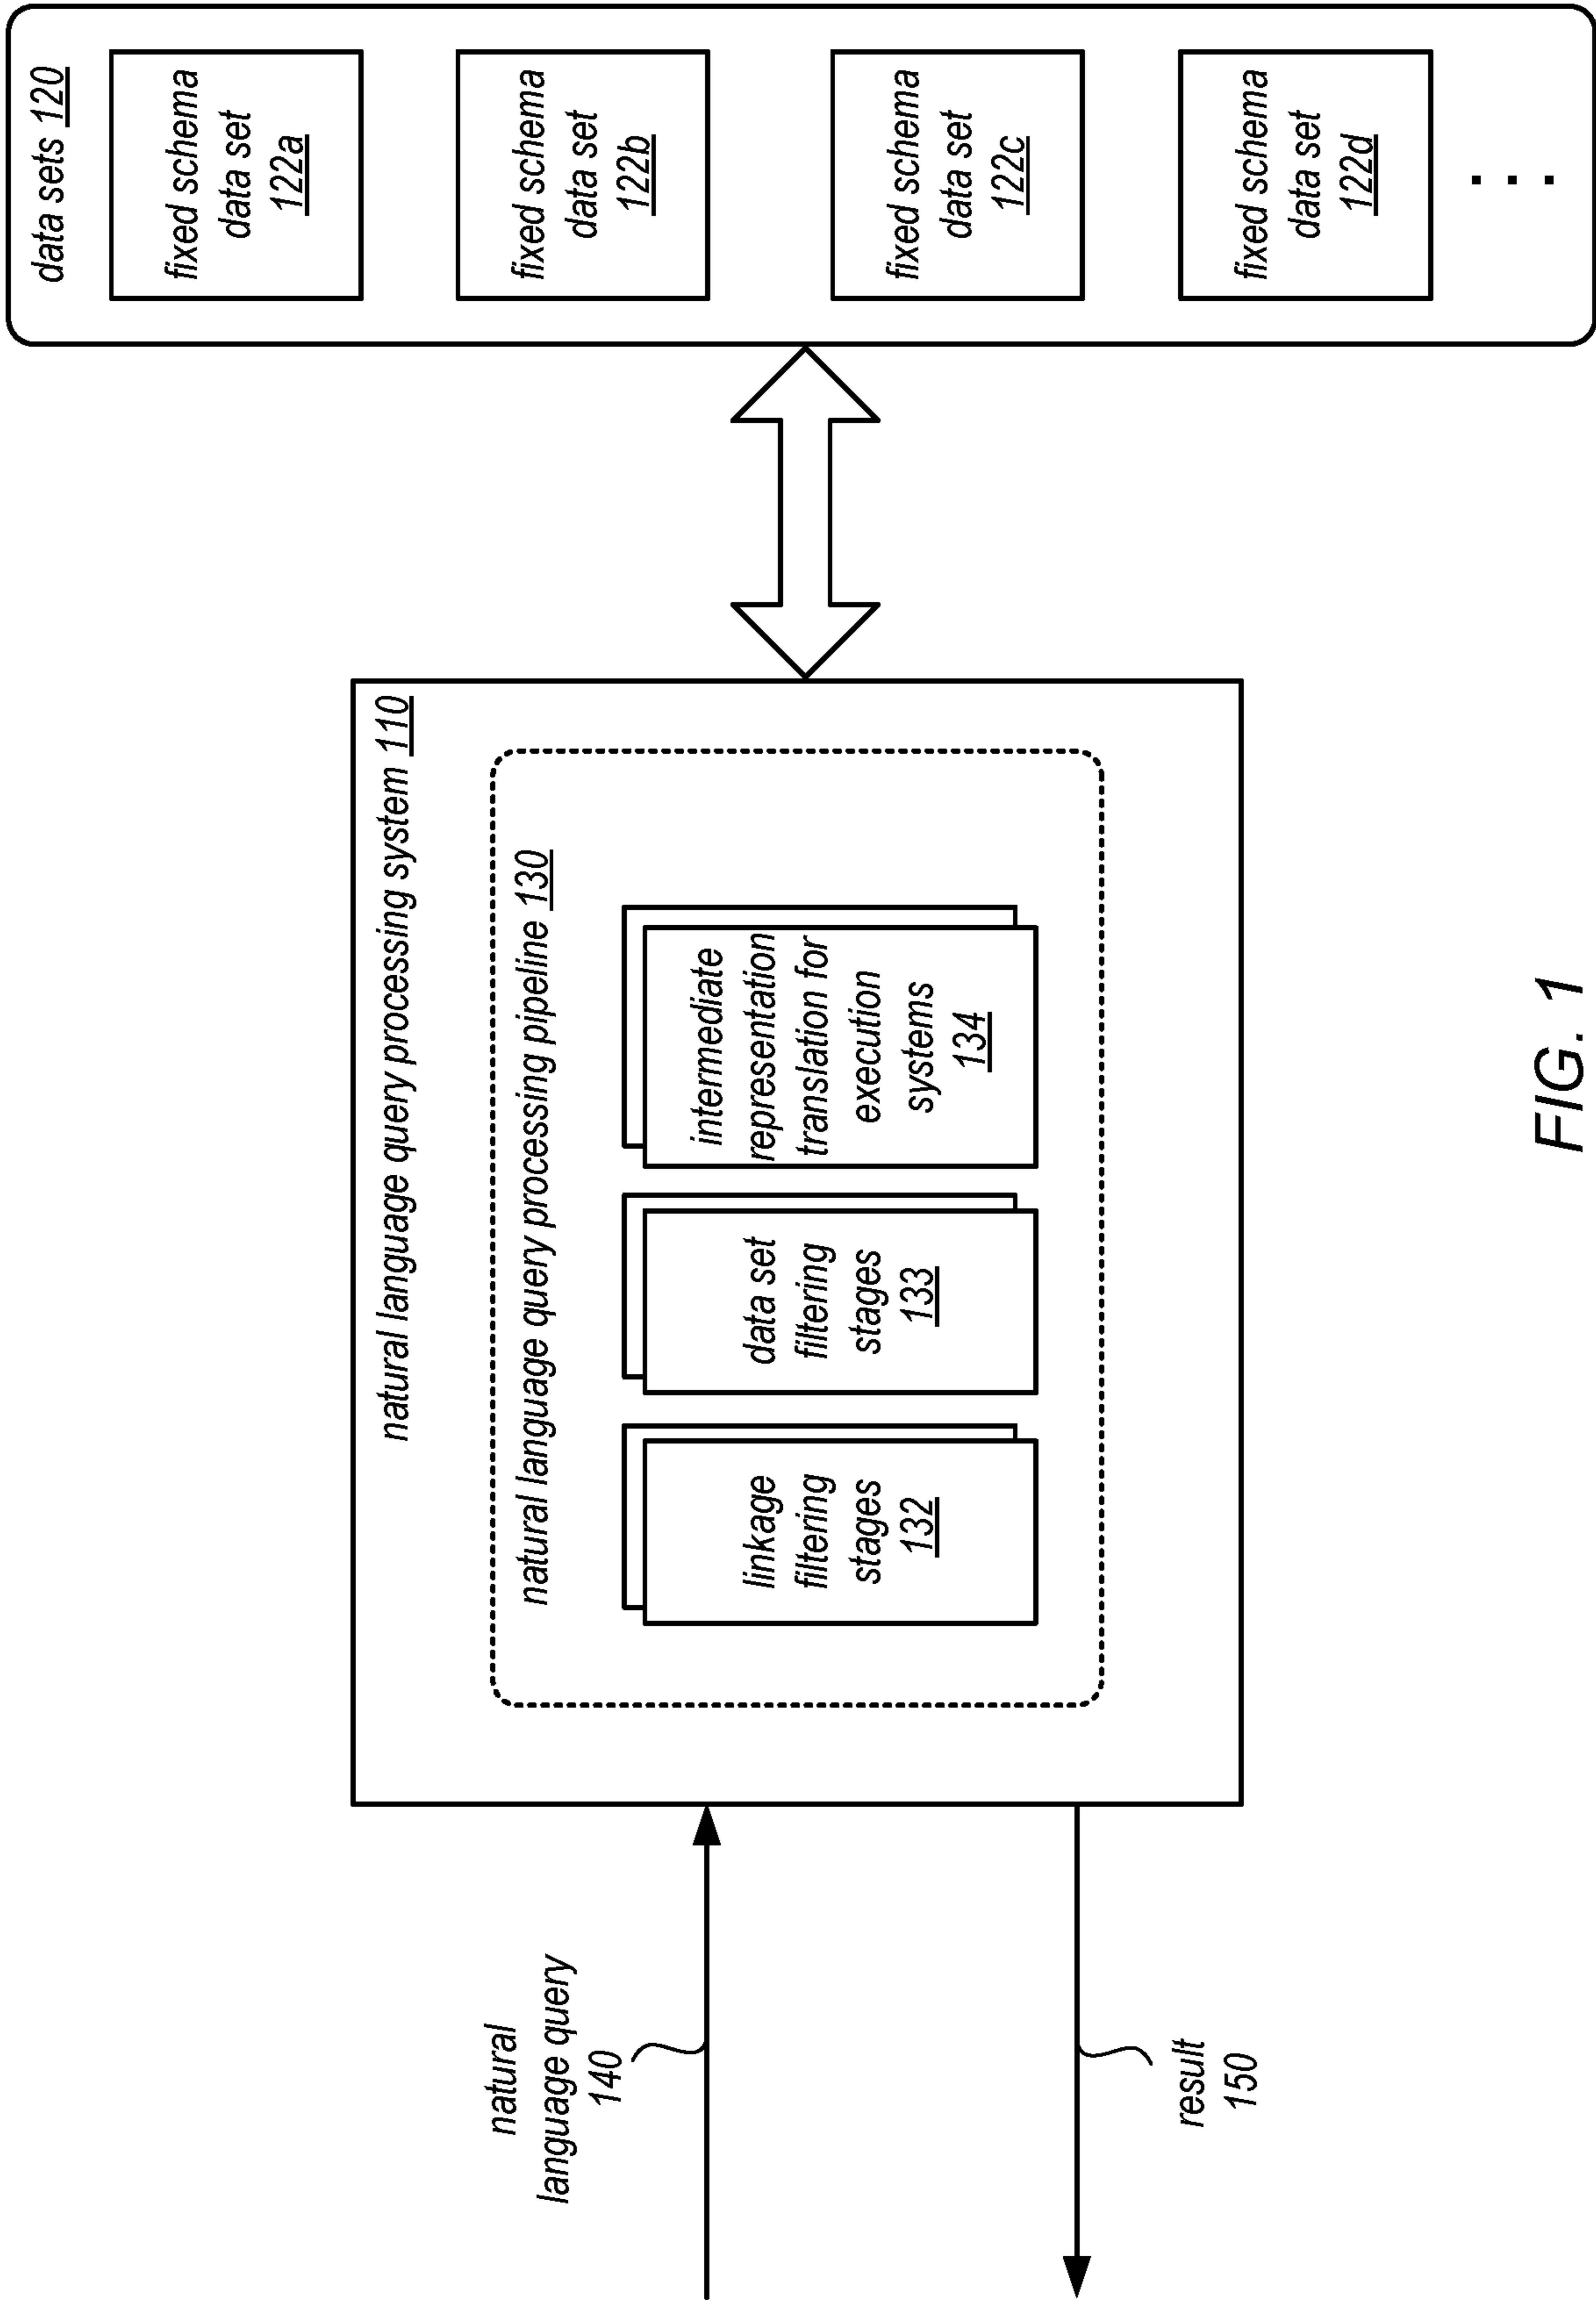 natural
language query
140
result
150
natural language query processing system 110
natural language query processing pipeline 130
linkage
filtering
stages
132
data set
filtering
stages
133
intermediate
representation
translation for
execution
systems
134
data sets 120
fixed schema
data set
122a
fixed schema
data set
122b
fixed schema
data set
122c
fixed schema
data set
122d
FIG. 1